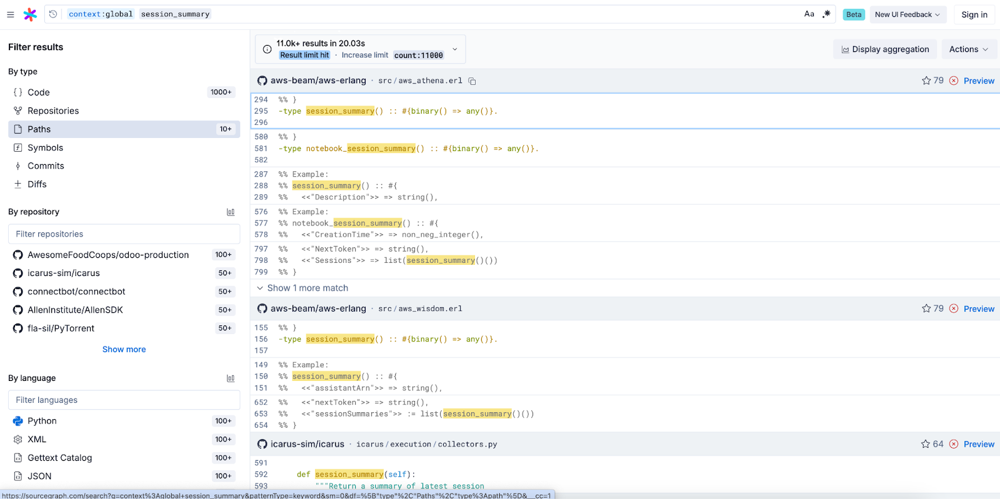 context:global session_summary Aa .* Beta New UI Feedback Sign in
Filter results
By type
{} Code 1000+
Repositories
Paths 10+
Symbols
Commits
Diffs
By repository
Filter repositories
AwesomeFoodCoops/odoo-production 100+
icarus-sim/icarus 50+
connectbot/connectbot 50+
AllenInstitute/AllenSDK 50+
fla-sil/PyTorrent 50+
Show more
By language
Filter languages
Python 100+
XML 100+
Gettext Catalog 100+
JSON 100+
11.0k+ results in 20.03s
Result limit hit · Increase limit count:11000
Display aggregation Actions
aws-beam/aws-erlang · src/aws_athena.erl 79 Preview
294 %% }
295 -type session_summary() :: #{binary() => any()}.
296
580 %% }
581 -type notebook_session_summary() :: #{binary() => any()}.
582
287 %% Example:
288 %% session_summary() :: #{
289 %%   <<"Description">> => string(),
576 %% Example:
577 %% notebook_session_summary() :: #{
578 %%   <<"CreationTime">> => non_neg_integer(),
797 %%   <<"NextToken">> => string(),
798 %%   <<"Sessions">> => list(session_summary()())
799 %% }
Show 1 more match
aws-beam/aws-erlang · src/aws_wisdom.erl 79 Preview
155 %% }
156 -type session_summary() :: #{binary() => any()}.
157
149 %% Example:
150 %% session_summary() :: #{
151 %%   <<"assistantArn">> => string(),
652 %%   <<"nextToken">> => string(),
653 %%   <<"sessionSummaries">> := list(session_summary()())
654 %% }
icarus-sim/icarus · icarus/execution/collectors.py 64 Preview
591
592     def session_summary(self):
593         """Return a summary of latest session
https://sourcegraph.com/search?q=context%3Aglobal+session_summary&patternType=keyword&sm=0&df=%5B"type"%2C"Paths"%2C"type%3Apath"%5D&__cc=1